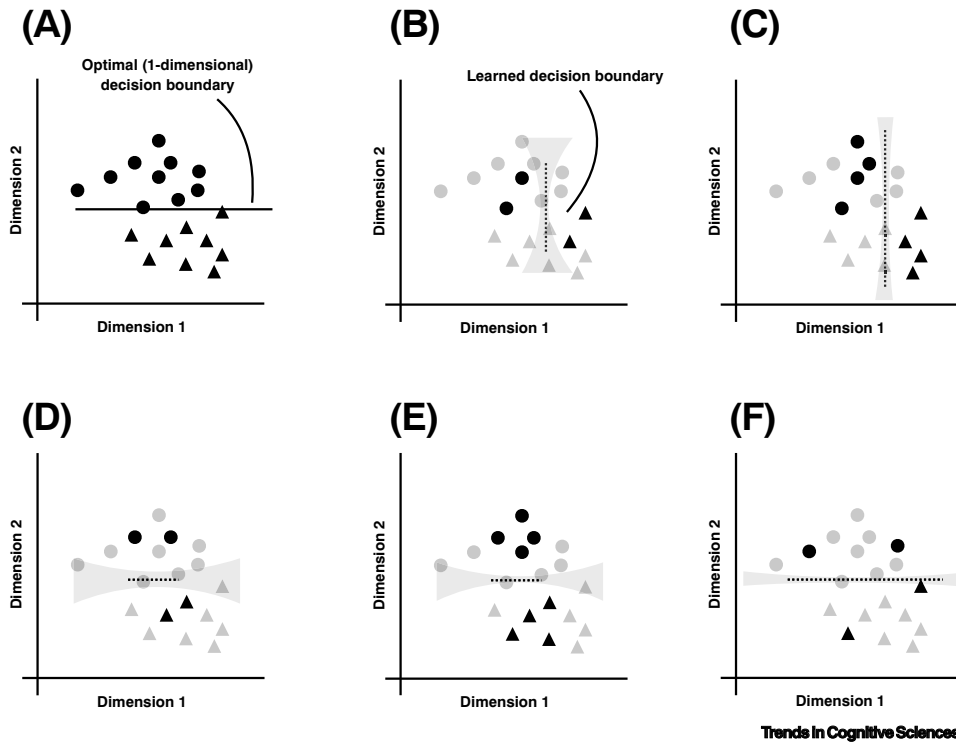 (A)
Optimal (1-dimensional)
decision boundary
Dimension 2
Dimension 1
(B)
Learned decision boundary
Dimension 2
Dimension 1
(C)
Dimension 2
Dimension 1
(D)
Dimension 2
Dimension 1
(E)
Dimension 2
Dimension 1
(F)
Dimension 2
Dimension 1
Trends in Cognitive Sciences